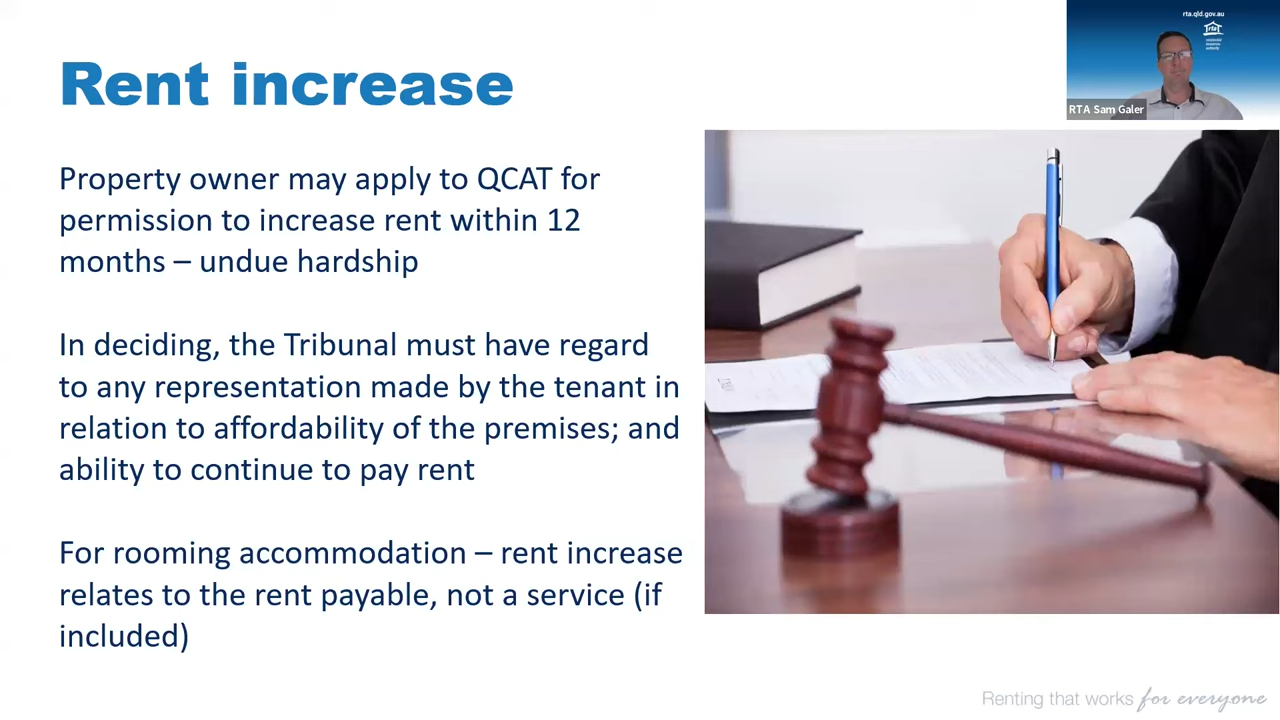 Rent increase
Property owner may apply to QCAT for
permission to increase rent within 12
months – undue hardship
In deciding, the Tribunal must have regard
to any representation made by the tenant in
relation to affordability of the premises; and
ability to continue to pay rent
For rooming accommodation – rent increase
relates to the rent payable, not a service (if
included)
rta.qld.gov.au
rta
RTA Sam Galer
Renting that works for everyone